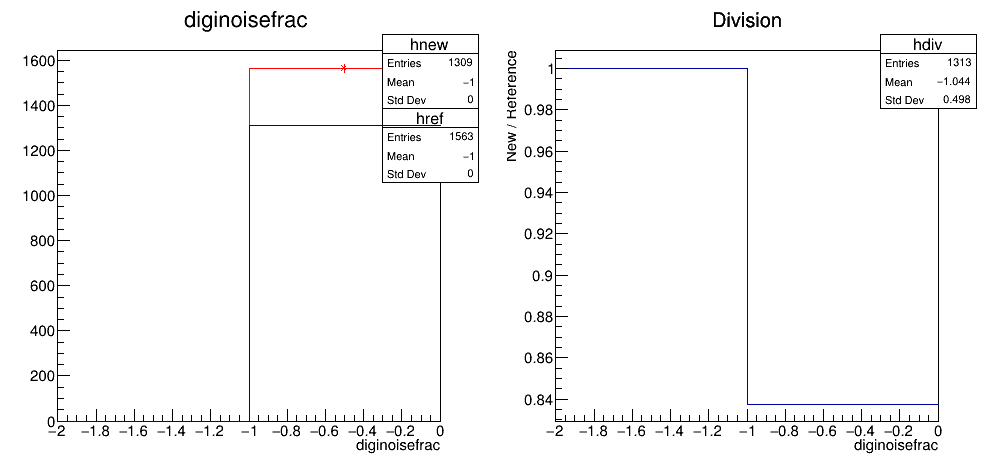 diginoisefrac
hnew
Entries 1309
Mean −1
Std Dev 0
href
Entries 1563
Mean −1
Std Dev 0
1600
1400
1200
1000
800
600
400
200
0
−2 −1.8 −1.6 −1.4 −1.2 −1 −0.8 −0.6 −0.4 −0.2 0
diginoisefrac
Division
hdiv
Entries 1313
Mean −1.044
Std Dev 0.498
New / Reference
1
0.98
0.96
0.94
0.92
0.9
0.88
0.86
0.84
−2 −1.8 −1.6 −1.4 −1.2 −1 −0.8 −0.6 −0.4 −0.2 0
diginoisefrac